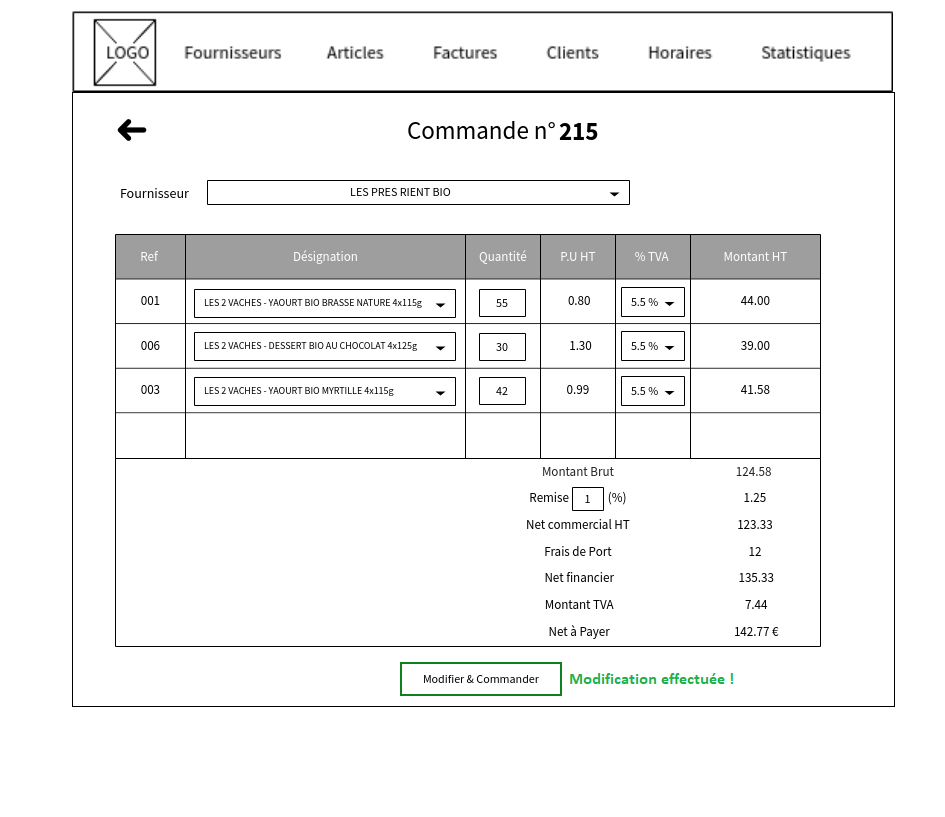 LOGO Fournisseurs Articles Factures Clients Horaires Statistiques
Commande n° 215
Fournisseur LES PRES RIENT BIO
Ref Désignation Quantité P.U HT % TVA Montant HT
001 LES 2 VACHES - YAOURT BIO BRASSE NATURE 4x115g 55 0.80 5.5 % 44.00
006 LES 2 VACHES - DESSERT BIO AU CHOCOLAT 4x125g 30 1.30 5.5 % 39.00
003 LES 2 VACHES - YAOURT BIO MYRTILLE 4x115g 42 0.99 5.5 % 41.58
Montant Brut 124.58
Remise 1 (%) 1.25
Net commercial HT 123.33
Frais de Port 12
Net financier 135.33
Montant TVA 7.44
Net à Payer 142.77 €
Modifier & Commander Modification effectuée !